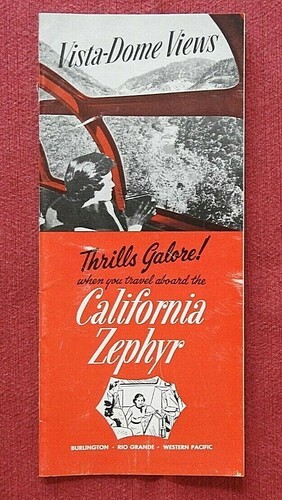 Vista-Dome Views
Thrills Galore!
when you travel aboard the
California
Zephyr
BURLINGTON - RIO GRANDE - WESTERN PACIFIC